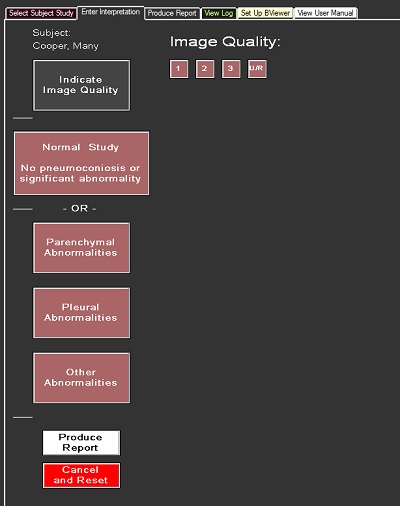 Select Subject Study Enter Interpretation Produce Report View Log Set Up BViewer View User Manual
Subject:
Cooper, Many
Image Quality:
1 2 3 U/R
Indicate
Image Quality
Normal Study
No pneumoconiosis or
significant abnormality
- OR -
Parenchymal
Abnormalities
Pleural
Abnormalities
Other
Abnormalities
Produce
Report
Cancel
and Reset